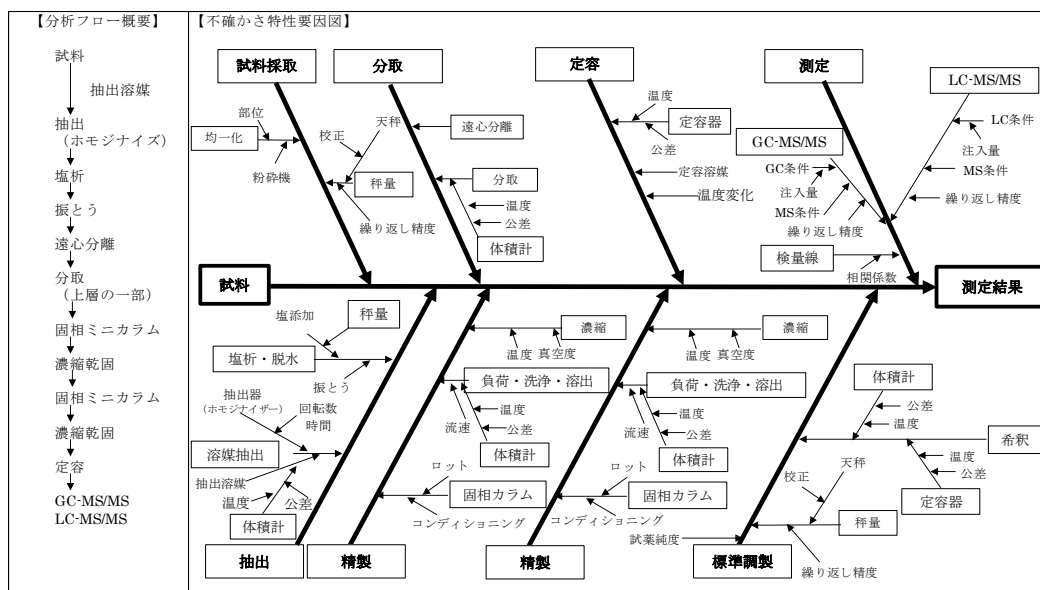 【分析フロー概要】
試料
抽出溶媒
抽出
(ホモジナイズ)
塩析
振とう
遠心分離
分取
(上層の一部)
固相ミニカラム
濃縮乾固
固相ミニカラム
濃縮乾固
定容
GC-MS/MS
LC-MS/MS
【不確かさ特性要因図】
試料採取
部位
均一化
粉砕機
天秤
校正
秤量
繰り返し精度
分取
遠心分離
分取
温度
公差
体積計
定容
温度
定容器
公差
定容溶媒
温度変化
測定
LC-MS/MS
LC条件
注入量
MS条件
繰り返し精度
GC-MS/MS
GC条件
注入量
MS条件
繰り返し精度
検量線
相関係数
試料
測定結果
塩添加
秤量
塩析・脱水
振とう
抽出器
(ホモジナイザー)
回転数
時間
溶媒抽出
抽出溶媒
温度
公差
体積計
抽出
濃縮
温度
真空度
負荷・洗浄・溶出
流速
温度
公差
体積計
ロット
固相カラム
コンディショニング
精製
濃縮
温度
真空度
負荷・洗浄・溶出
流速
温度
公差
体積計
ロット
固相カラム
コンディショニング
精製
体積計
公差
温度
希釈
温度
公差
定容器
天秤
校正
秤量
試薬純度
繰り返し精度
標準調製